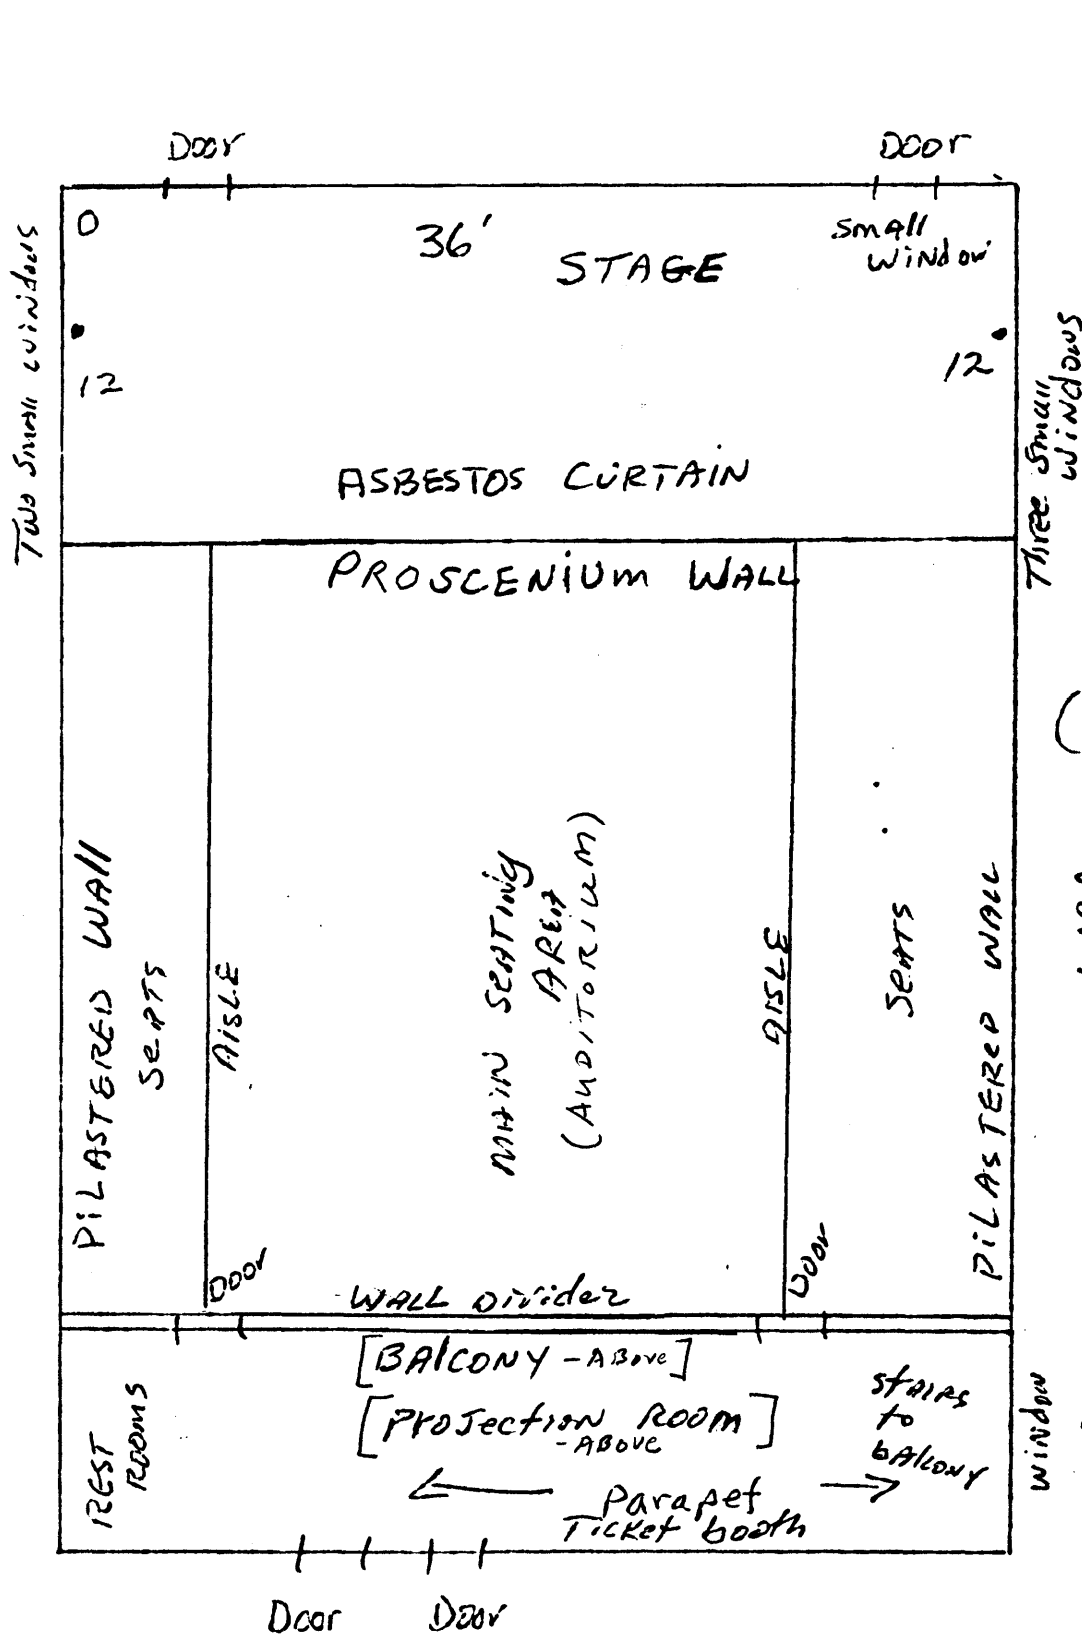 Door
Door
0
36'
Small
Window
STAGE
Two Small Windows
12
12
Three Small
Windows
ASBESTOS CURTAIN
PROSCENIUM WALL
PILASTERED WALL
SEATS
AISLE
MAIN SEATING
AREA
(AUDITORIUM)
AISLE
SEATS
PILASTERED WALL
Door
Door
WALL Divider
[BALCONY - ABove]
[Projection Room]
- ABOVE
stairs
to
balcony
REST
ROOMS
Window
Parapet
Ticket booth
Door
Door